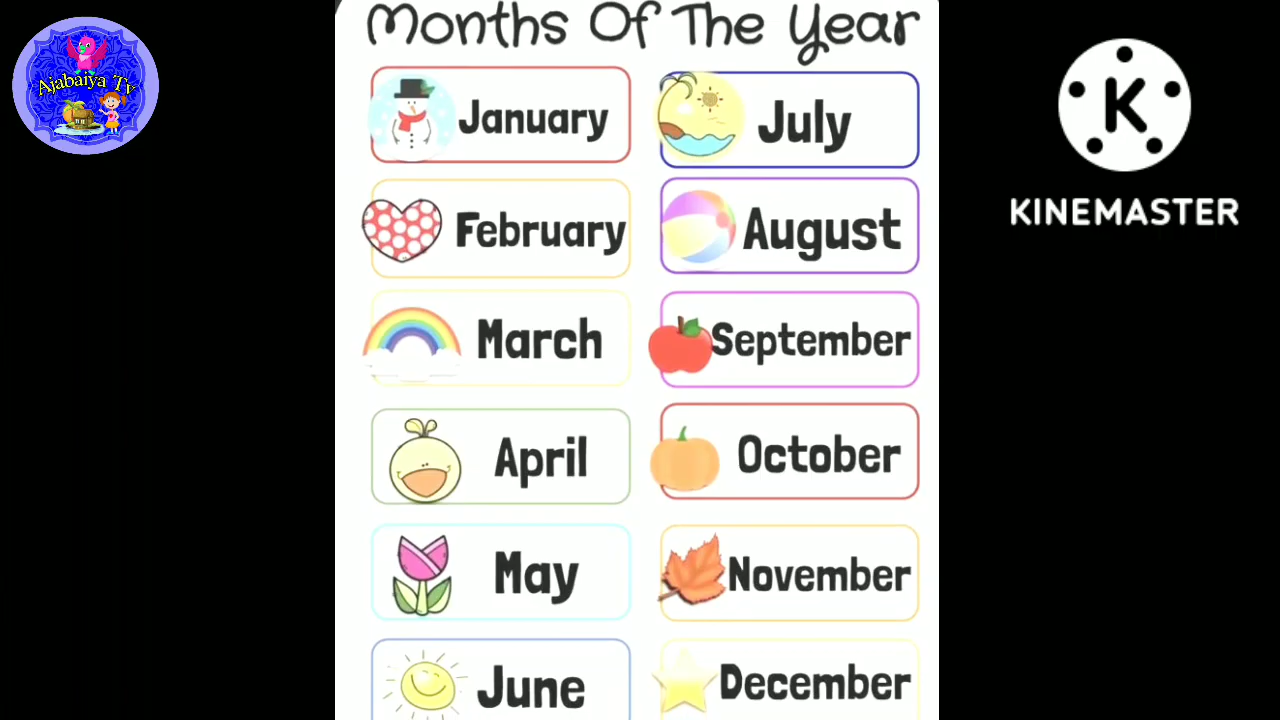 Months Of The Year
Ajabaiya Tv
January
February
March
April
May
June
July
August
September
October
November
December
K
KINEMASTER